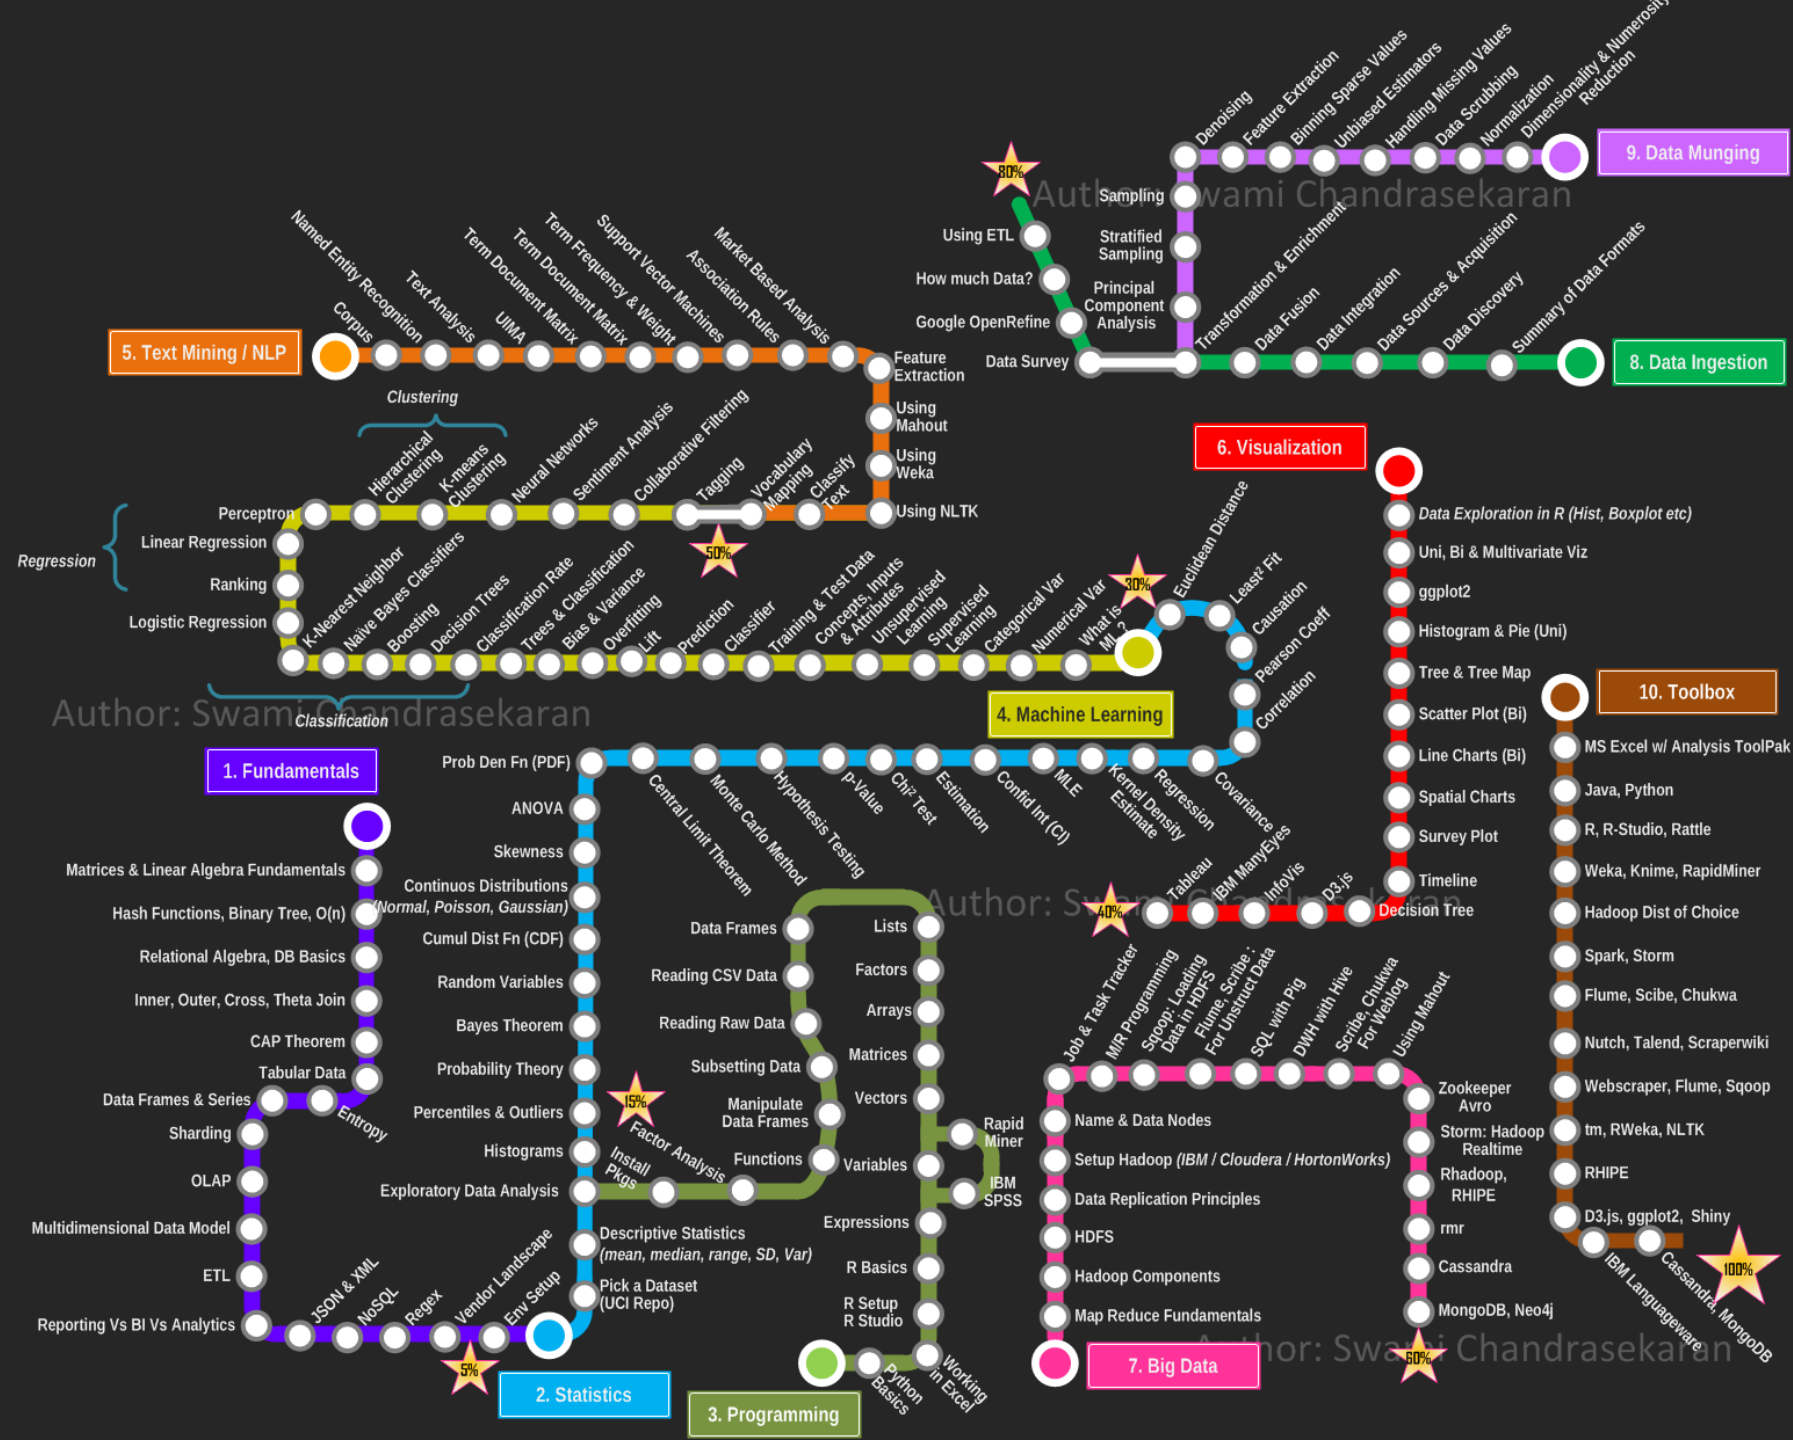 9. Data Munging
Dimensionality & Numerosity
Reduction
Normalization
Data Scrubbing
Handling Missing Values
Unbiased Estimators
Binning Sparse Values
Feature Extraction
Denoising
Sampling
Stratified
Sampling
Principal
Component
Analysis
80%
Author: Swami Chandrasekaran
8. Data Ingestion
Summary of Data Formats
Data Discovery
Data Sources & Acquisition
Data Integration
Data Fusion
Transformation & Enrichment
Data Survey
Google OpenRefine
How much Data?
Using ETL
5. Text Mining / NLP
Corpus
Named Entity Recognition
Text Analysis
UIMA
Term Document Matrix
Term Document Matrix
Term Frequency & Weight
Support Vector Machines
Association Rules
Market Based Analysis
Feature
Extraction
Using
Mahout
Using
Weka
Using NLTK
Classify
Text
Vocabulary
Mapping
50%
Tagging
Collaborative Filtering
Sentiment Analysis
Neural Networks
K-means
Clustering
Hierarchical
Clustering
Clustering
Perceptron
Linear Regression
Ranking
Logistic Regression
Regression
K-Nearest Neighbor
Naïve Bayes Classifiers
Boosting
Decision Trees
Classification Rate
Trees & Classification
Bias & Variance
Overfitting
Lift
Prediction
Classifier
Training & Test Data
Concepts, Inputs
& Attributes
Unsupervised
Learning
Supervised
Learning
Categorical Var
Numerical Var
What is
ML ?
Classification
Author: Swami Chandrasekaran
4. Machine Learning
30%
Euclidean Distance
Least² Fit
Causation
Pearson Coeff
Correlation
Covariance
Regression
Kernel Density
Estimate
MLE
Confid Int (CI)
Estimation
Chi² Test
p-Value
Hypothesis Testing
Monte Carlo Method
Central Limit Theorem
Prob Den Fn (PDF)
ANOVA
Skewness
Continuos Distributions
(Normal, Poisson, Gaussian)
Cumul Dist Fn (CDF)
Random Variables
Bayes Theorem
Probability Theory
Percentiles & Outliers
Histograms
Exploratory Data Analysis
Descriptive Statistics
(mean, median, range, SD, Var)
Pick a Dataset
(UCI Repo)
2. Statistics
1. Fundamentals
Matrices & Linear Algebra Fundamentals
Hash Functions, Binary Tree, O(n)
Relational Algebra, DB Basics
Inner, Outer, Cross, Theta Join
CAP Theorem
Tabular Data
Entropy
Data Frames & Series
Sharding
OLAP
Multidimensional Data Model
ETL
Reporting Vs BI Vs Analytics
JSON & XML
NoSQL
Regex
Vendor Landscape
Env Setup
5%
15%
Install
Pkgs
Factor Analysis
Functions
Manipulate
Data Frames
Subsetting Data
Reading Raw Data
Reading CSV Data
Data Frames
Lists
Factors
Arrays
Matrices
Vectors
Variables
Rapid
Miner
IBM
SPSS
Expressions
R Basics
R Setup
R Studio
Working
in Excel
Python
Basics
3. Programming
6. Visualization
Data Exploration in R (Hist, Boxplot etc)
Uni, Bi & Multivariate Viz
ggplot2
Histogram & Pie (Uni)
Tree & Tree Map
Scatter Plot (Bi)
Line Charts (Bi)
Spatial Charts
Survey Plot
Timeline
Decision Tree
D3.js
InfoVis
IBM ManyEyes
Tableau
40%
Author: Swami Chandrasekaran
7. Big Data
Map Reduce Fundamentals
Hadoop Components
HDFS
Data Replication Principles
Setup Hadoop (IBM / Cloudera / HortonWorks)
Name & Data Nodes
Job & Task Tracker
M/R Programming
Sqoop: Loading
Data in HDFS
Flume, Scribe :
For Unstruct Data
SQL with Pig
DWH with Hive
Scribe, Chukwa
For Weblog
Using Mahout
Zookeeper
Avro
Storm: Hadoop
Realtime
Rhadoop,
RHIPE
rmr
Cassandra
MongoDB, Neo4j
60%
Author: Swami Chandrasekaran
10. Toolbox
MS Excel w/ Analysis ToolPak
Java, Python
R, R-Studio, Rattle
Weka, Knime, RapidMiner
Hadoop Dist of Choice
Spark, Storm
Flume, Scibe, Chukwa
Nutch, Talend, Scraperwiki
Webscraper, Flume, Sqoop
tm, RWeka, NLTK
RHIPE
D3.js, ggplot2, Shiny
IBM Languageware
Cassandra, MongoDB
100%